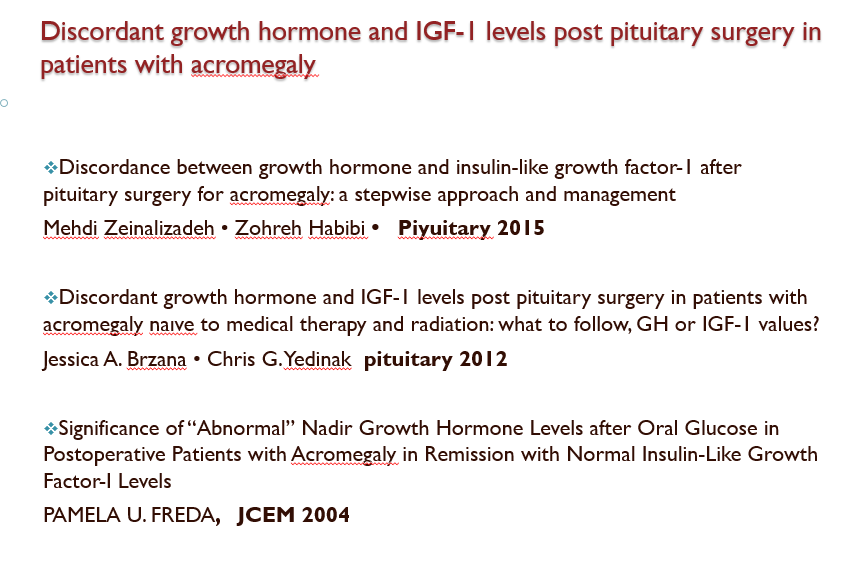 Discordant growth hormone and IGF-1 levels post pituitary surgery in
patients with acromegaly
❖Discordance between growth hormone and insulin-like growth factor-1 after
pituitary surgery for acromegaly: a stepwise approach and management
Mehdi Zeinalizadeh • Zohreh Habibi • Piyuitary 2015
❖Discordant growth hormone and IGF-1 levels post pituitary surgery in patients with
acromegaly naıve to medical therapy and radiation: what to follow, GH or IGF-1 values?
Jessica A. Brzana • Chris G. Yedinak pituitary 2012
❖Significance of “Abnormal” Nadir Growth Hormone Levels after Oral Glucose in
Postoperative Patients with Acromegaly in Remission with Normal Insulin-Like Growth
Factor-I Levels
PAMELA U. FREDA, JCEM 2004